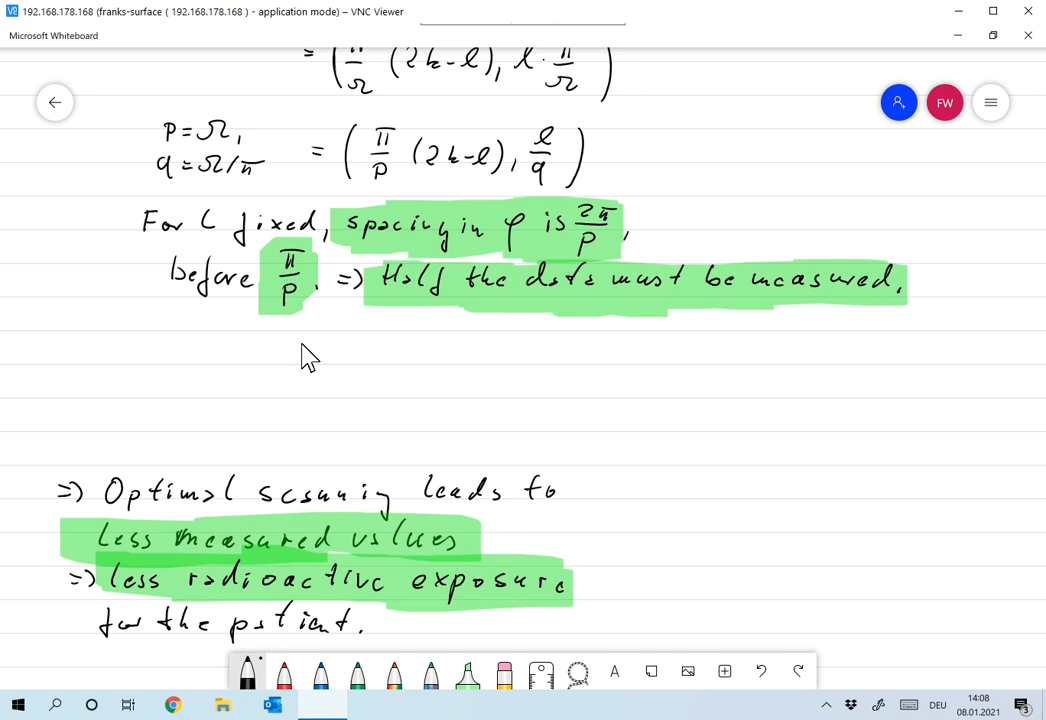 192.168.178.168 (franks-surface ( 192.168.178.168 ) - application mode) – VNC Viewer
Microsoft Whiteboard
= ( π/Ω (2k-l), l · π/Ω )
FW
p = Ω,
q = Ω/π = ( π/p (2k-l), l/q )
For l fixed, spacing in φ is 2π/p,
before π/p. => Half the data must be measured.
=> Optimal scanning leads to
less measured values
=> less radioactive exposure
for the patient.
A
DEU
14:08
08.01.2021
3